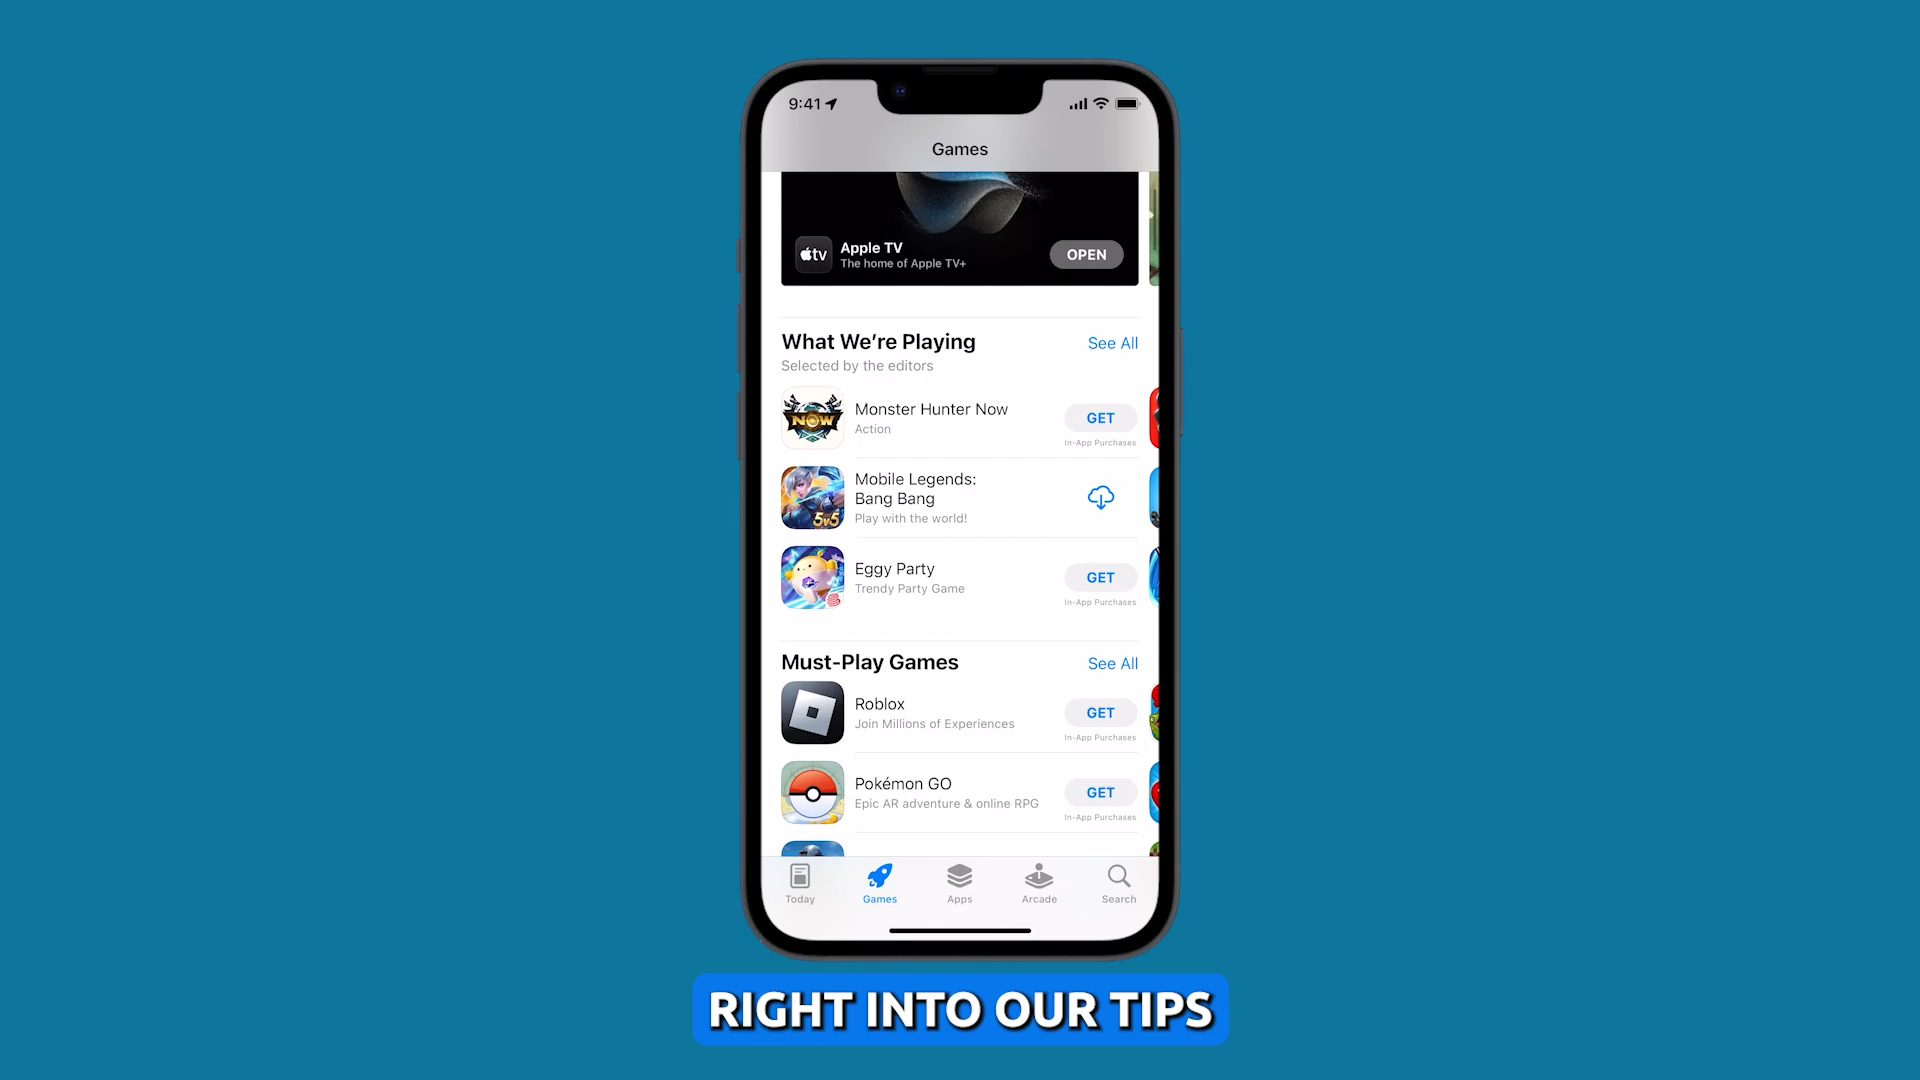 9:41
Games
tv
Apple TV
The home of Apple TV+
OPEN
What We're Playing
See All
Selected by the editors
NOW
Monster Hunter Now
Action
GET
In-App Purchases
Mobile Legends:
Bang Bang
Play with the world!
5v5
Eggy Party
Trendy Party Game
GET
In-App Purchases
Must-Play Games
See All
Roblox
Join Millions of Experiences
GET
In-App Purchases
Pokémon GO
Epic AR adventure & online RPG
GET
In-App Purchases
Today
Games
Apps
Arcade
Search
RIGHT INTO OUR TIPS